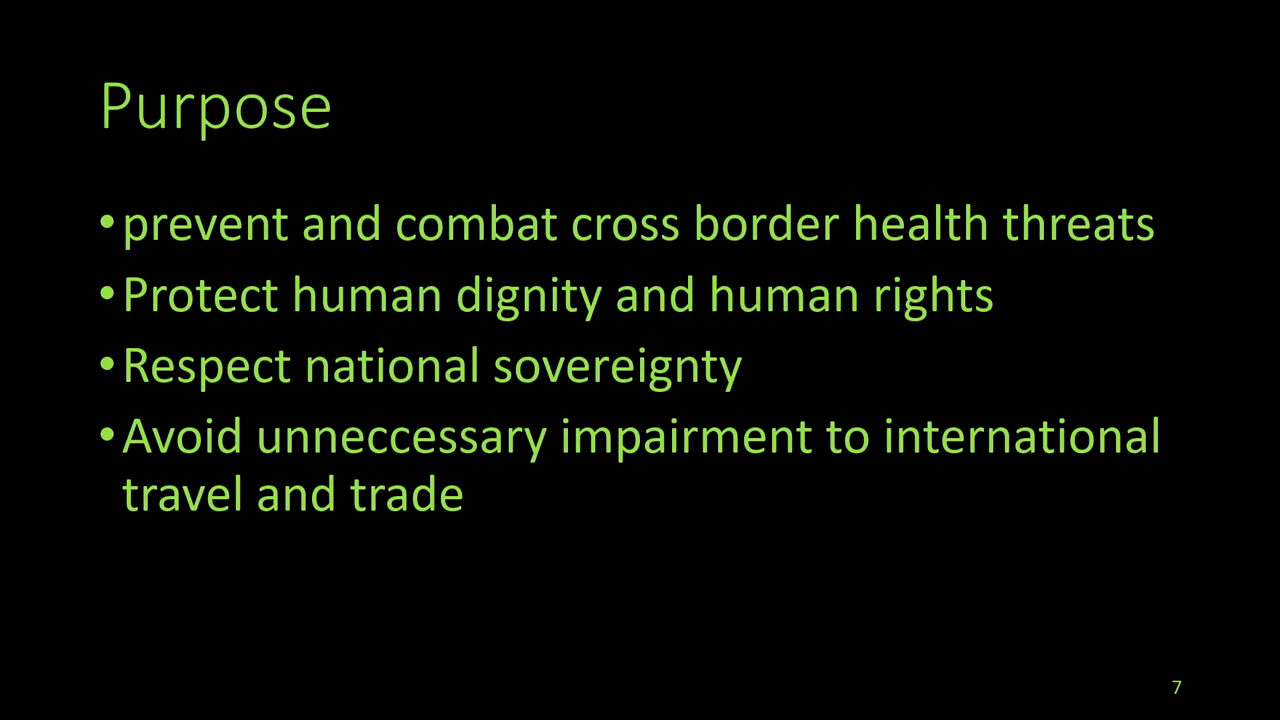 Purpose
•prevent and combat cross border health threats
•Protect human dignity and human rights
•Respect national sovereignty
•Avoid unneccessary impairment to international
travel and trade
7